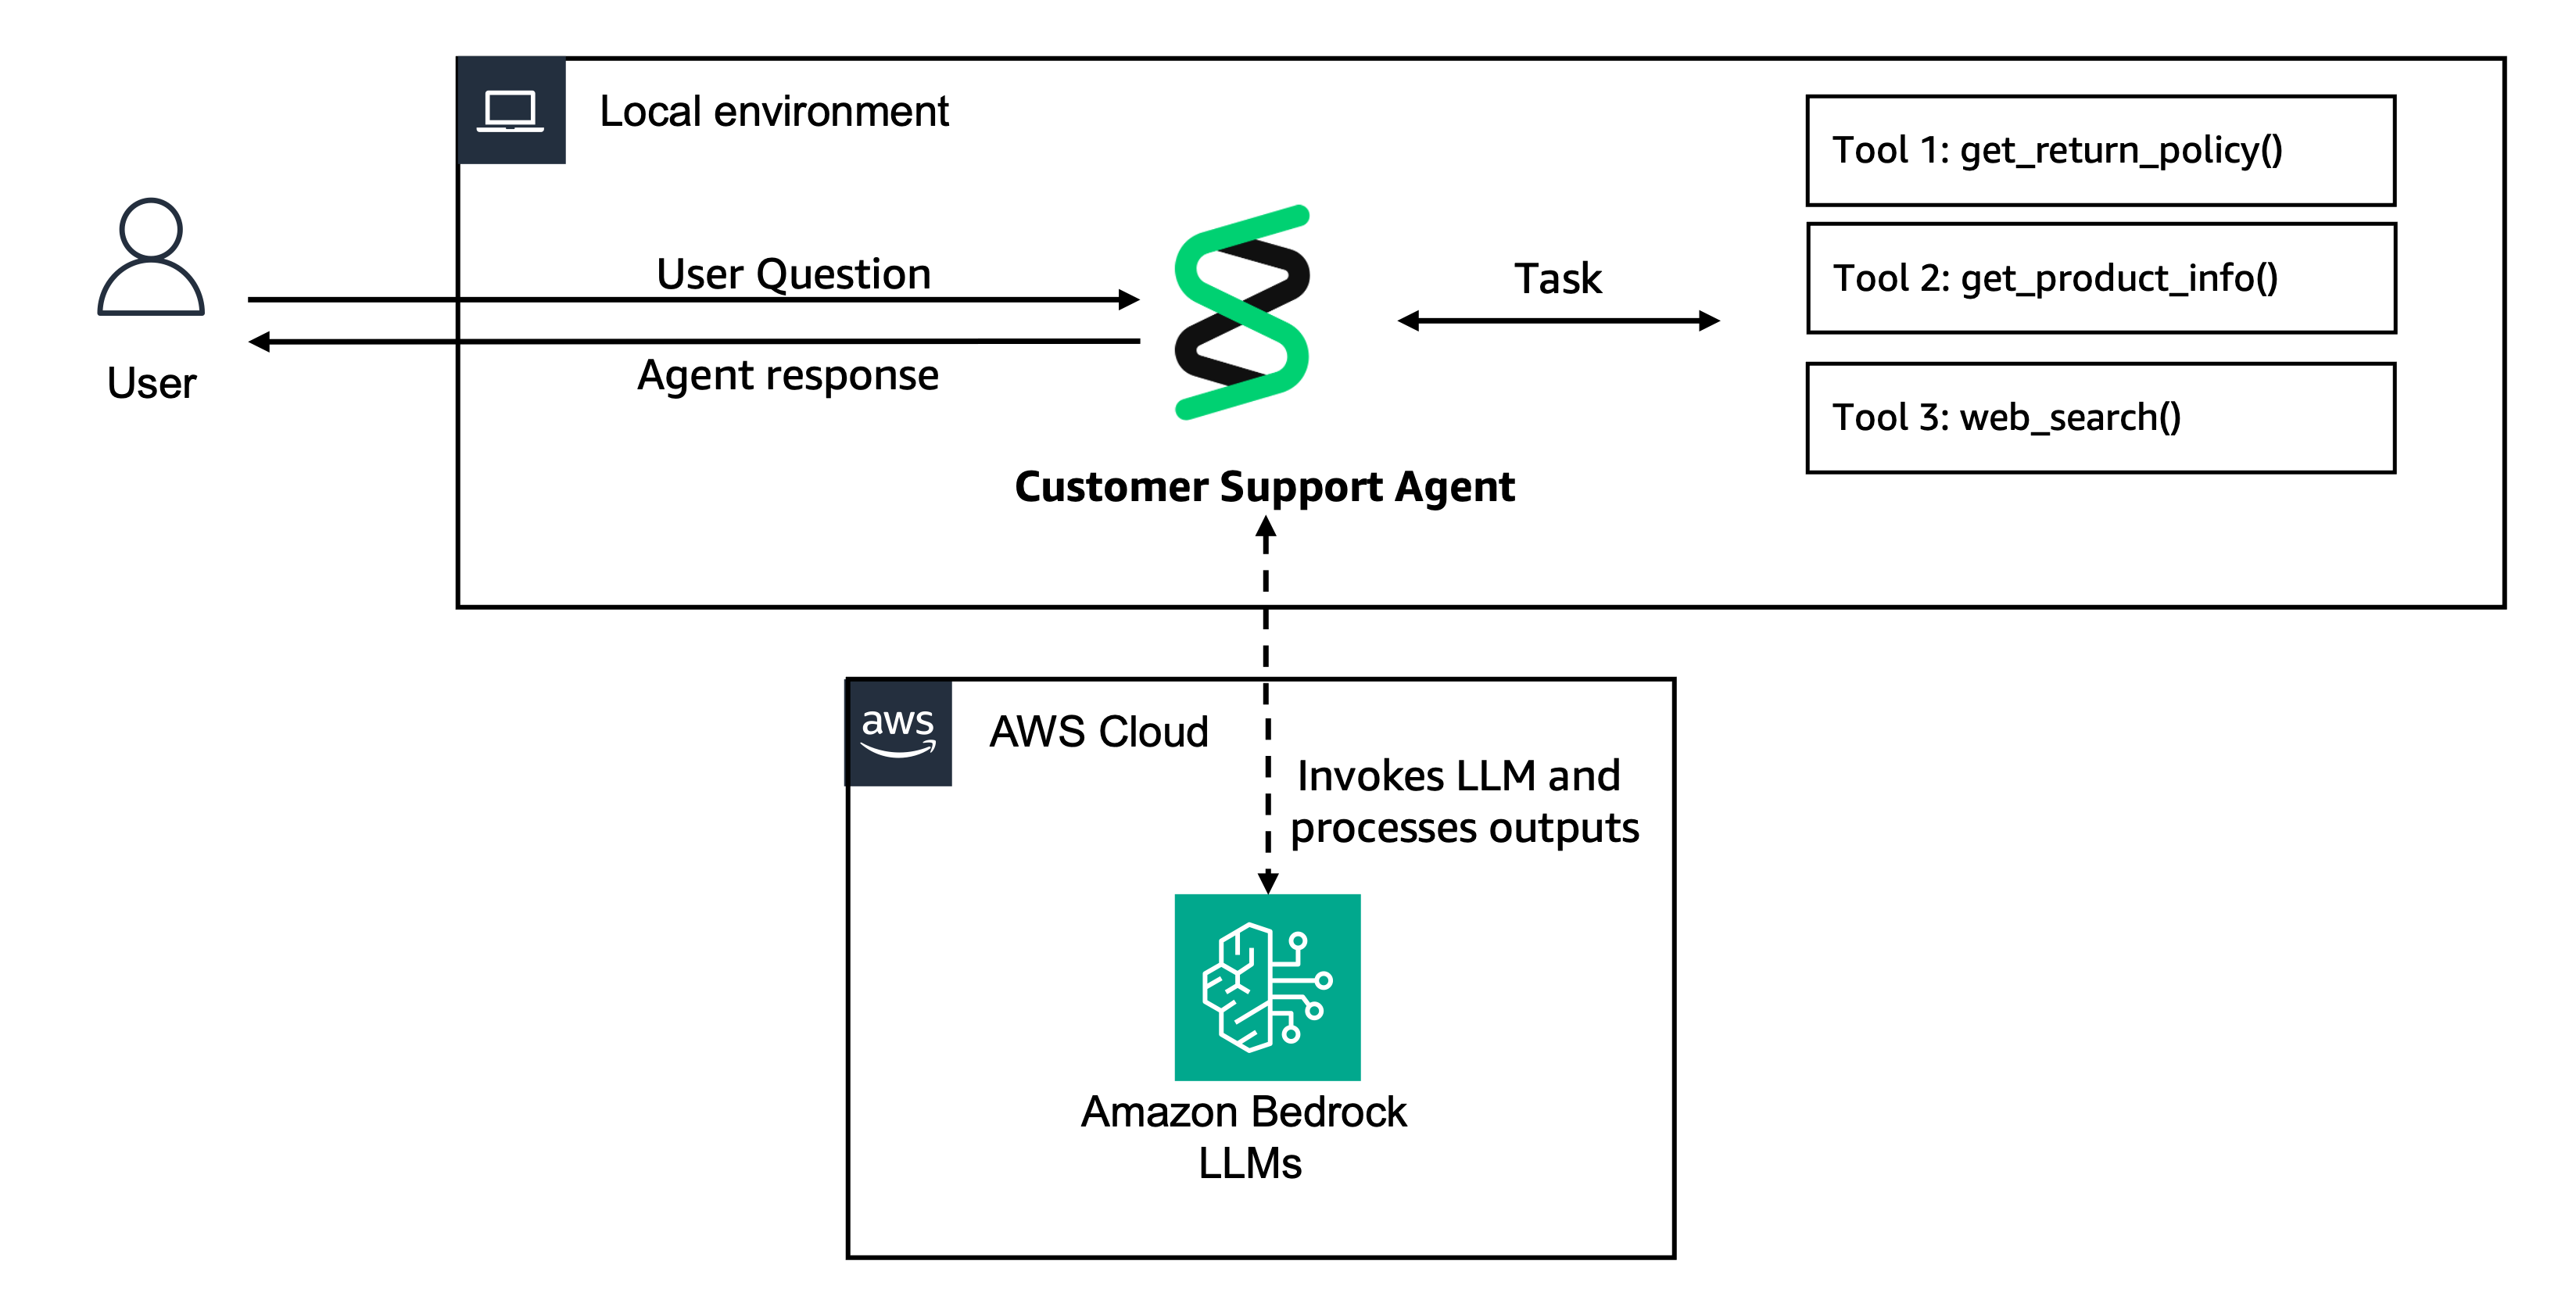 Local environment
Tool 1: get_return_policy()
Tool 2: get_product_info()
Tool 3: web_search()
User Question
Agent response
Task
User
Customer Support Agent
aws
AWS Cloud
Invokes LLM and
processes outputs
Amazon Bedrock
LLMs